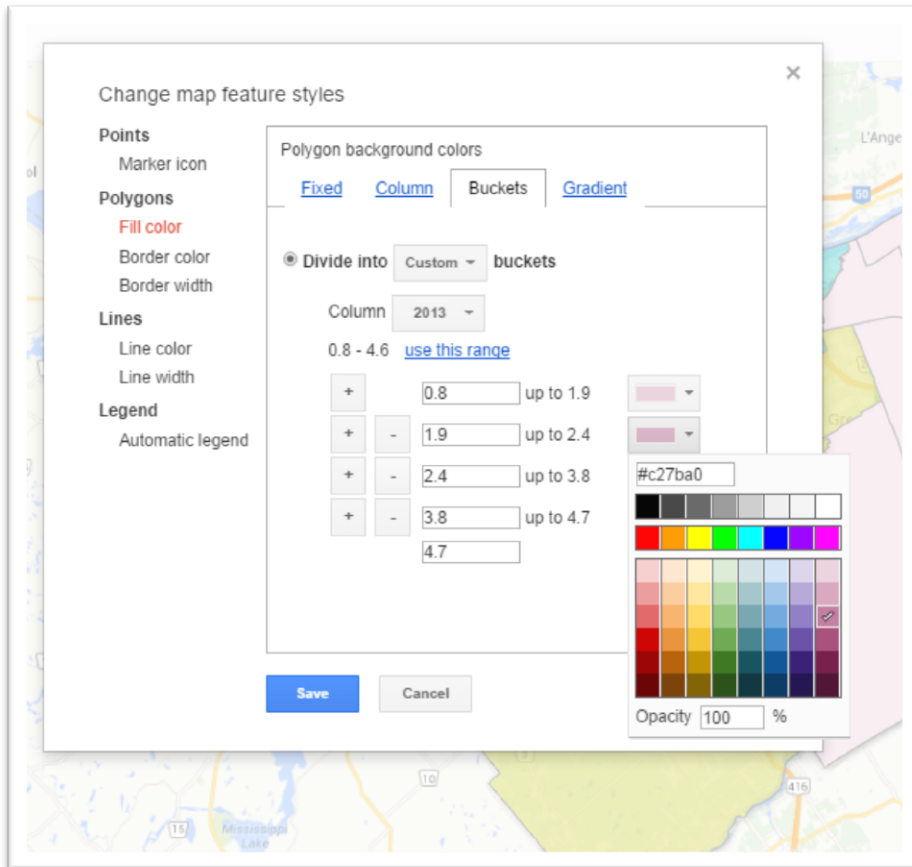 ×
Change map feature styles
Points
Marker icon
Polygons
Fill color
Border color
Border width
Lines
Line color
Line width
Legend
Automatic legend
Polygon background colors
Fixed Column Buckets Gradient
Divide into Custom buckets
Column 2013
0.8 - 4.6 use this range
+ 0.8 up to 1.9
+ - 1.9 up to 2.4
+ - 2.4 up to 3.8
+ - 3.8 up to 4.7
4.7
#c27ba0
Opacity 100 %
Save Cancel
L'Ange
50
Gre
10
416
15
Mississippi
Lake